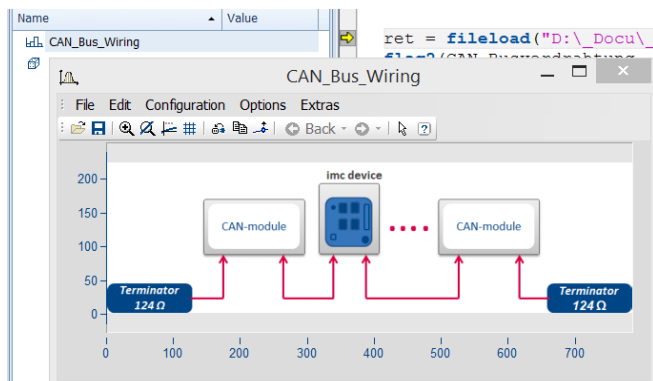 Name Value
CAN_Bus_Wiring
ret = fileload("D:\_Docu\_
CAN_Bus_Wiring
File Edit Configuration Options Extras
Back
200
150
100
50
0
imc device
CAN-module
CAN-module
Terminator
124 Ω
Terminator
124 Ω
0 100 200 300 400 500 600 700